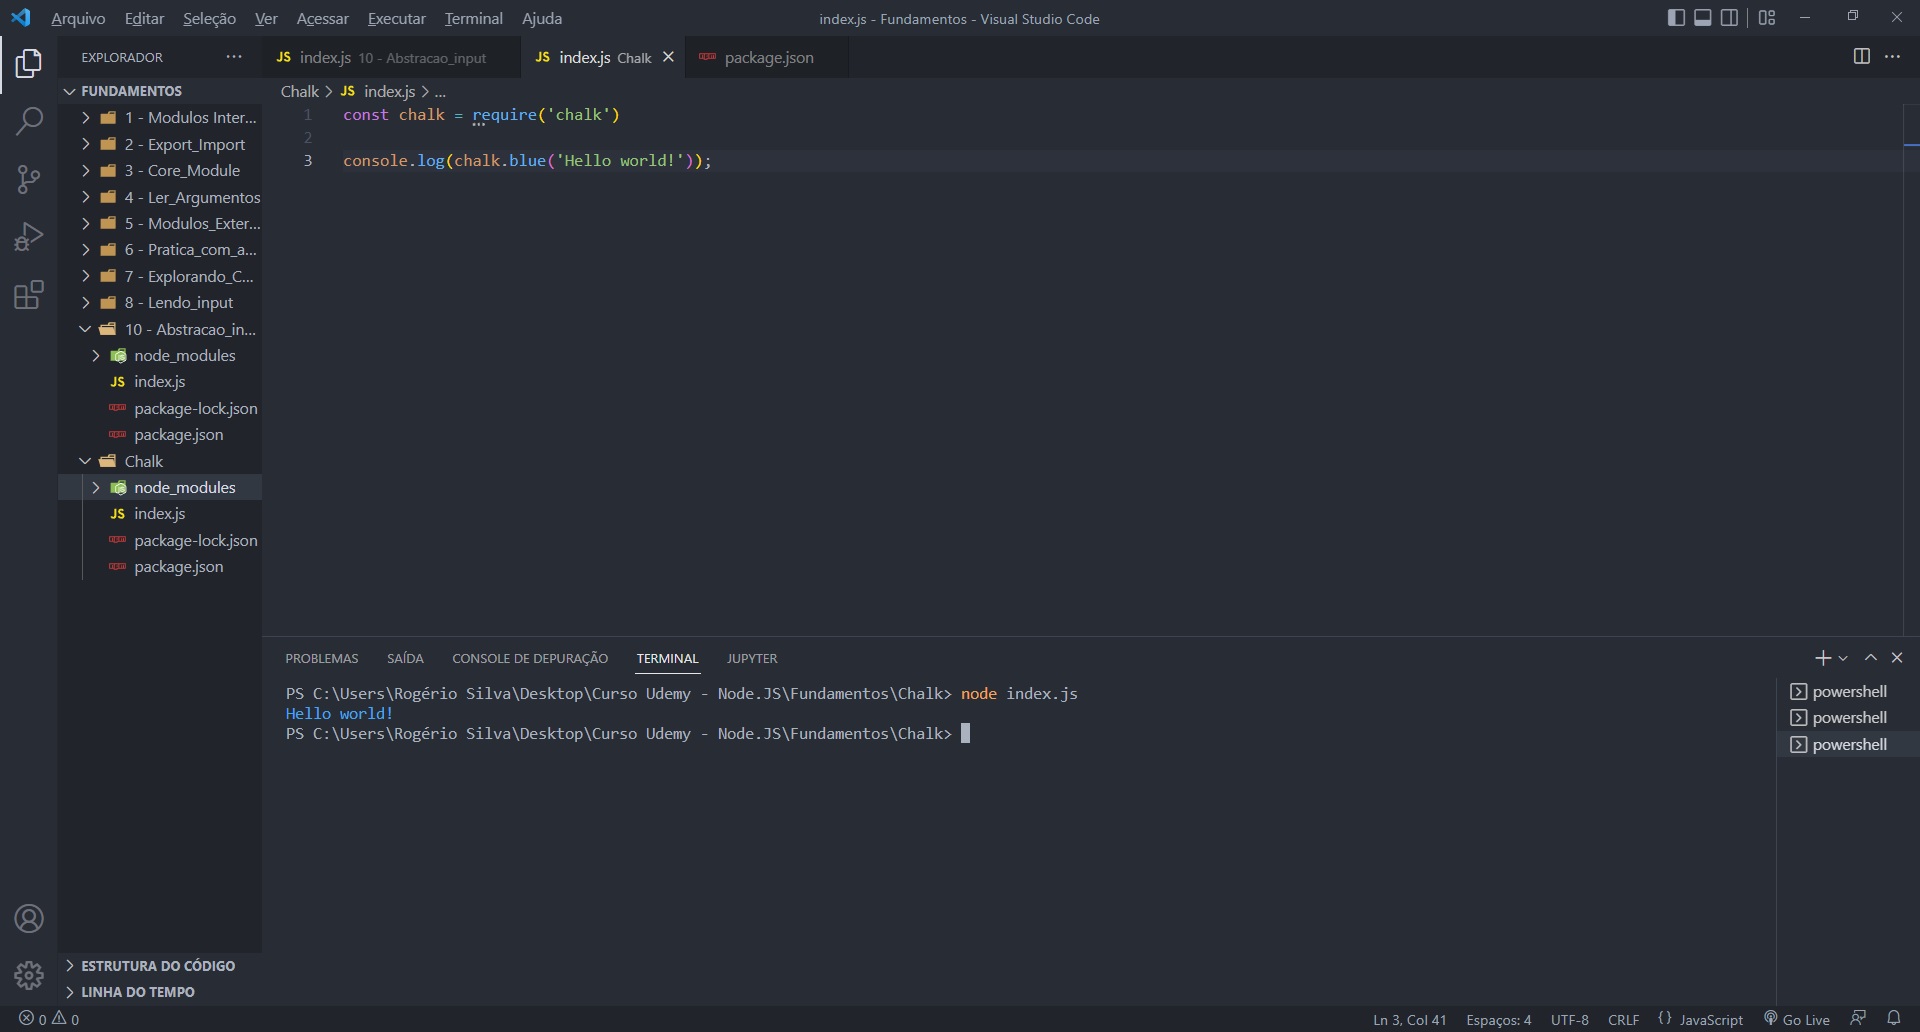 Arquivo Editar Seleção Ver Acessar Executar Terminal Ajuda
index.js - Fundamentos - Visual Studio Code
EXPLORADOR
JS index.js 10 - Abstracao_input
JS index.js Chalk
package.json
FUNDAMENTOS
1 - Modulos Inter...
2 - Export_Import
3 - Core_Module
4 - Ler_Argumentos
5 - Modulos_Exter...
6 - Pratica_com_a...
7 - Explorando_C...
8 - Lendo_input
10 - Abstracao_in...
node_modules
JS index.js
package-lock.json
package.json
Chalk
node_modules
JS index.js
package-lock.json
package.json
ESTRUTURA DO CÓDIGO
LINHA DO TEMPO
Chalk > JS index.js > ...
1 const chalk = require('chalk')
2
3 console.log(chalk.blue('Hello world!'));
PROBLEMAS SAÍDA CONSOLE DE DEPURAÇÃO TERMINAL JUPYTER
PS C:\Users\Rogério Silva\Desktop\Curso Udemy - Node.JS\Fundamentos\Chalk> node index.js
Hello world!
PS C:\Users\Rogério Silva\Desktop\Curso Udemy - Node.JS\Fundamentos\Chalk>
powershell
powershell
powershell
0 0
Ln 3, Col 41 Espaços: 4 UTF-8 CRLF {} JavaScript Go Live